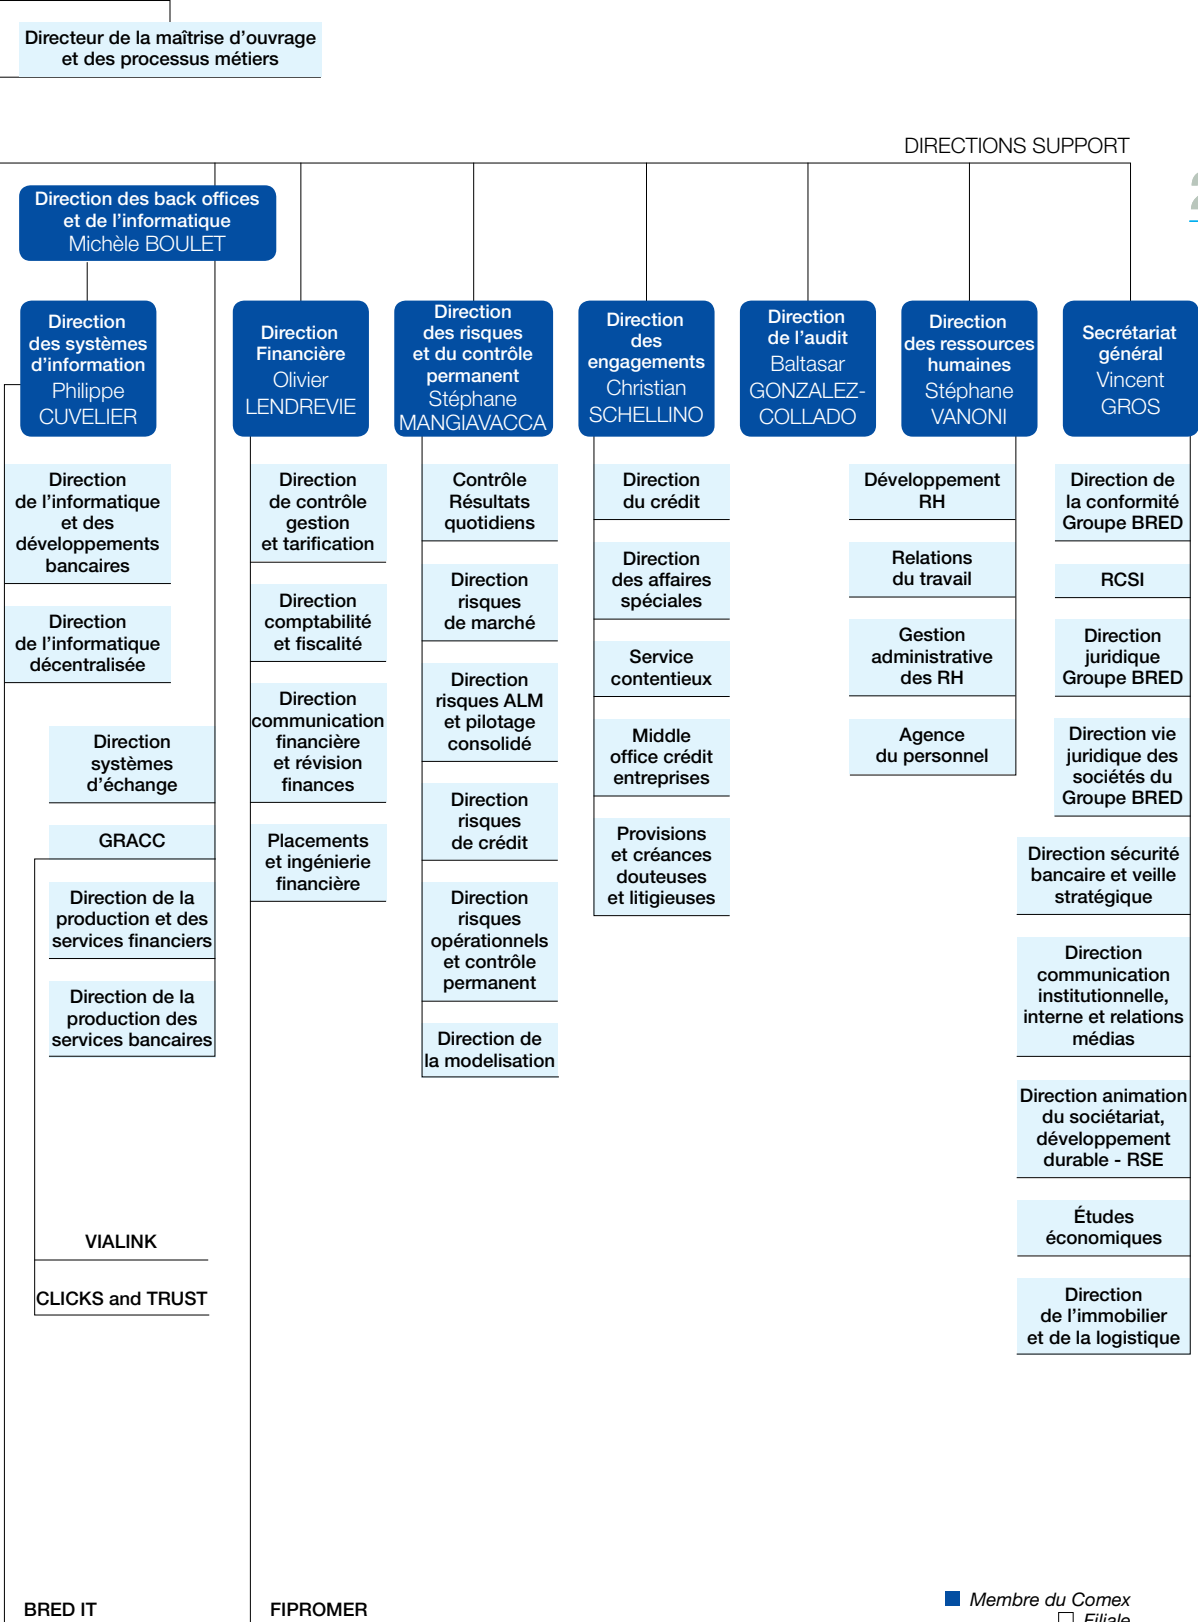 Directeur de la maîtrise d'ouvrage
et des processus métiers
DIRECTIONS SUPPORT
2
Direction des back offices
et de l'informatique
Michèle BOULET
Direction
des systèmes
d'information
Philippe
CUVELIER
Direction
Financière
Olivier
LENDREVIE
Direction
des risques
et du contrôle
permanent
Stéphane
MANGIAVACCA
Direction
des
engagements
Christian
SCHELLINO
Direction
de l'audit
Baltasar
GONZALEZ-
COLLADO
Direction
des ressources
humaines
Stéphane
VANONI
Secrétariat
général
Vincent
GROS
Direction
de l'informatique
et des
développements
bancaires
Direction
de l'informatique
décentralisée
Direction
systèmes
d'échange
GRACC
Direction de la
production et des
services financiers
Direction de la
production des
services bancaires
VIALINK
CLICKS and TRUST
BRED IT
Direction
de contrôle
gestion
et tarification
Direction
comptabilité
et fiscalité
Direction
communication
financière
et révision
finances
Placements
et ingénierie
financière
FIPROMER
Contrôle
Résultats
quotidiens
Direction
risques
de marché
Direction
risques ALM
et pilotage
consolidé
Direction
risques
de crédit
Direction
risques
opérationnels
et contrôle
permanent
Direction de
la modelisation
Direction
du crédit
Direction
des affaires
spéciales
Service
contentieux
Middle
office crédit
entreprises
Provisions
et créances
douteuses
et litigieuses
Développement
RH
Relations
du travail
Gestion
administrative
des RH
Agence
du personnel
Direction de
la conformité
Groupe BRED
RCSI
Direction
juridique
Groupe BRED
Direction vie
juridique des
sociétés du
Groupe BRED
Direction sécurité
bancaire et veille
stratégique
Direction
communication
institutionnelle,
interne et relations
médias
Direction animation
du sociétariat,
développement
durable - RSE
Études
économiques
Direction
de l'immobilier
et de la logistique
Membre du Comex
Filiale